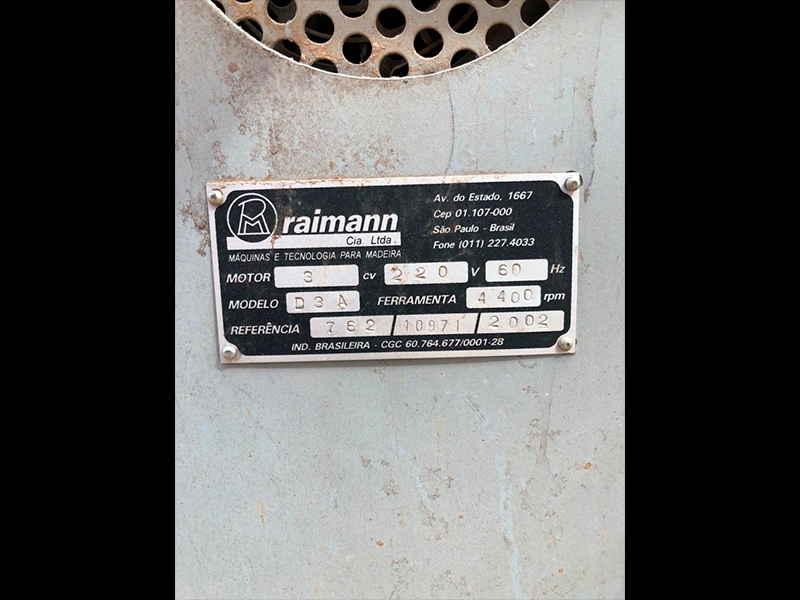 RM raimann
Cia. Ltda.
MÁQUINAS E TECNOLOGIA PARA MADEIRA
Av. do Estado, 1667
Cep 01.107-000
São Paulo - Brasil
Fone (011) 227.4033
MOTOR 3 cv 220 V 60 Hz
MODELO D3A FERRAMENTA 4400 rpm
REFERÊNCIA 762 / 10971 / 2002
IND. BRASILEIRA - CGC 60.764.677/0001-28